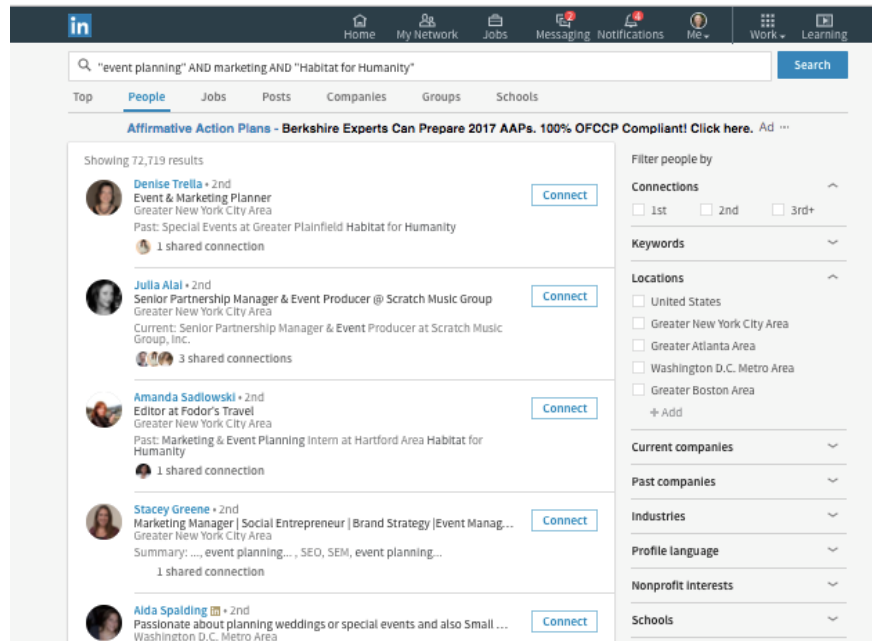 in
Home My Network Jobs Messaging 2 Notifications 4 Me Work Learning
"event planning" AND marketing AND "Habitat for Humanity" Search
Top People Jobs Posts Companies Groups Schools
Affirmative Action Plans - Berkshire Experts Can Prepare 2017 AAPs. 100% OFCCP Compliant! Click here. Ad ...
Showing 72,719 results
Denise Trella • 2nd
Event & Marketing Planner
Greater New York City Area
Past: Special Events at Greater Plainfield Habitat for Humanity
1 shared connection
Connect
Julia Alai • 2nd
Senior Partnership Manager & Event Producer @ Scratch Music Group
Greater New York City Area
Current: Senior Partnership Manager & Event Producer at Scratch Music
Group, Inc.
3 shared connections
Connect
Amanda Sadlowski • 2nd
Editor at Fodor's Travel
Greater New York City Area
Past: Marketing & Event Planning Intern at Hartford Area Habitat for
Humanity
1 shared connection
Connect
Stacey Greene • 2nd
Marketing Manager | Social Entrepreneur | Brand Strategy |Event Manag...
Greater New York City Area
Summary: ..., event planning... , SEO, SEM, event planning...
1 shared connection
Connect
Aida Spalding in • 2nd
Passionate about planning weddings or special events and also Small ...
Washington D.C. Metro Area
Connect
Filter people by
Connections
1st 2nd 3rd+
Keywords
Locations
United States
Greater New York City Area
Greater Atlanta Area
Washington D.C. Metro Area
Greater Boston Area
+ Add
Current companies
Past companies
Industries
Profile language
Nonprofit interests
Schools